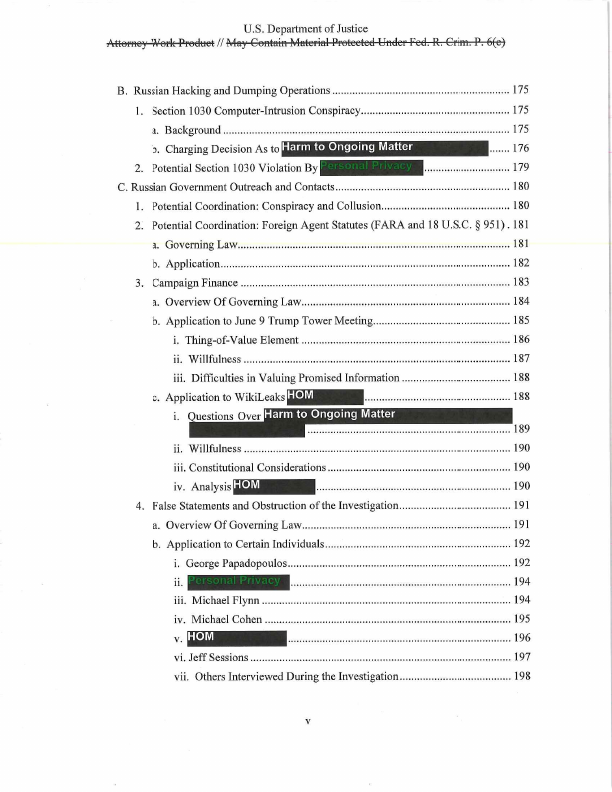 U.S. Department of Justice
Attorney Work Product // May Contain Material Protected Under Fed. R. Crim. P. 6(e)
B. Russian Hacking and Dumping Operations ............................................................. 175
1. Section 1030 Computer-Intrusion Conspiracy.................................................... 175
a. Background .................................................................................................... 175
b. Charging Decision As to Harm to Ongoing Matter ....... 176
2. Potential Section 1030 Violation By Personal Privacy .............................. 179
C. Russian Government Outreach and Contacts............................................................. 180
1. Potential Coordination: Conspiracy and Collusion............................................. 180
2. Potential Coordination: Foreign Agent Statutes (FARA and 18 U.S.C. § 951) . 181
a. Governing Law............................................................................................... 181
b. Application..................................................................................................... 182
3. Campaign Finance .............................................................................................. 183
a. Overview Of Governing Law......................................................................... 184
b. Application to June 9 Trump Tower Meeting................................................ 185
i. Thing-of-Value Element ......................................................................... 186
ii. Willfulness ............................................................................................. 187
iii. Difficulties in Valuing Promised Information ...................................... 188
c. Application to WikiLeaks HOM ................................................... 188
i. Questions Over Harm to Ongoing Matter
....................................................................... 189
ii. Willfulness ............................................................................................. 190
iii. Constitutional Considerations................................................................ 190
iv. Analysis HOM .................................................................... 190
4. False Statements and Obstruction of the Investigation....................................... 191
a. Overview Of Governing Law......................................................................... 191
b. Application to Certain Individuals................................................................. 192
i. George Papadopoulos.............................................................................. 192
ii. Personal Privacy ............................................................................. 194
iii. Michael Flynn ....................................................................................... 194
iv. Michael Cohen ...................................................................................... 195
v. HOM .............................................................................. 196
vi. Jeff Sessions .......................................................................................... 197
vii. Others Interviewed During the Investigation....................................... 198
v